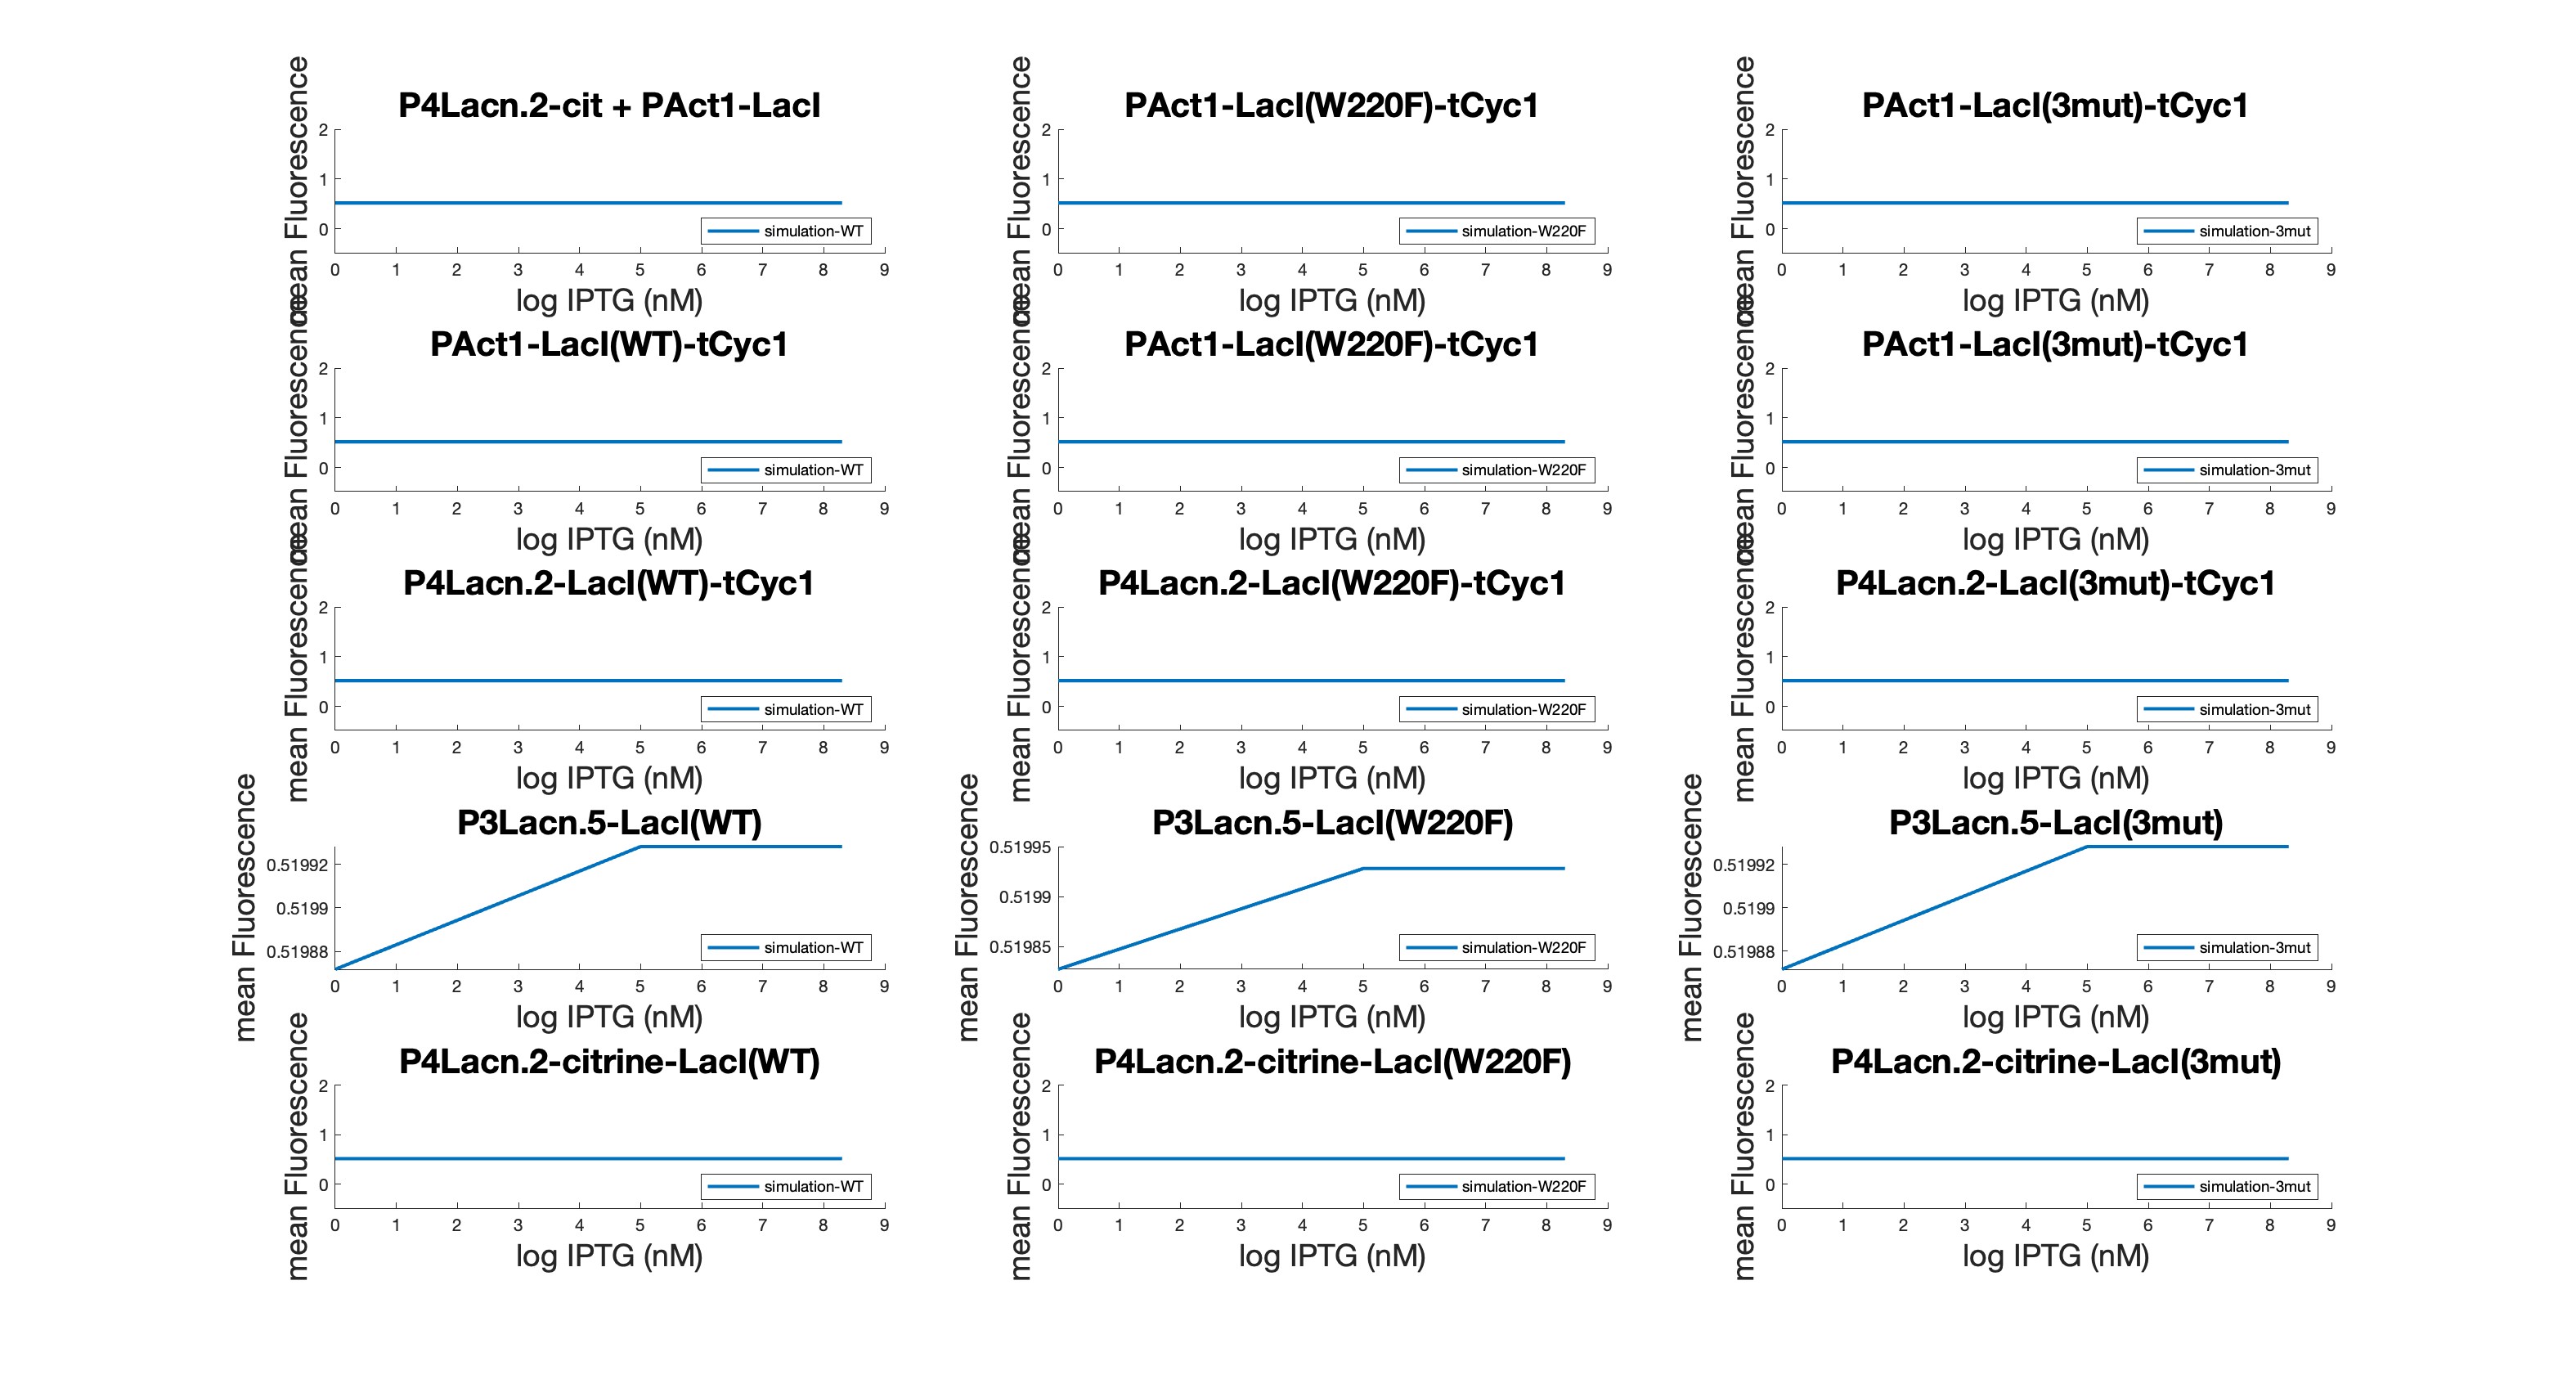 P4Lacn.2-cit + PAct1-LacI
mean Fluorescence
2
1
0
simulation-WT
0 1 2 3 4 5 6 7 8 9
log IPTG (nM)
PAct1-LacI(W220F)-tCyc1
mean Fluorescence
2
1
0
simulation-W220F
0 1 2 3 4 5 6 7 8 9
log IPTG (nM)
PAct1-LacI(3mut)-tCyc1
mean Fluorescence
2
1
0
simulation-3mut
0 1 2 3 4 5 6 7 8 9
log IPTG (nM)
PAct1-LacI(WT)-tCyc1
mean Fluorescence
2
1
0
simulation-WT
0 1 2 3 4 5 6 7 8 9
log IPTG (nM)
PAct1-LacI(W220F)-tCyc1
mean Fluorescence
2
1
0
simulation-W220F
0 1 2 3 4 5 6 7 8 9
log IPTG (nM)
PAct1-LacI(3mut)-tCyc1
mean Fluorescence
2
1
0
simulation-3mut
0 1 2 3 4 5 6 7 8 9
log IPTG (nM)
P4Lacn.2-LacI(WT)-tCyc1
mean Fluorescence
2
1
0
simulation-WT
0 1 2 3 4 5 6 7 8 9
log IPTG (nM)
P4Lacn.2-LacI(W220F)-tCyc1
mean Fluorescence
2
1
0
simulation-W220F
0 1 2 3 4 5 6 7 8 9
log IPTG (nM)
P4Lacn.2-LacI(3mut)-tCyc1
mean Fluorescence
2
1
0
simulation-3mut
0 1 2 3 4 5 6 7 8 9
log IPTG (nM)
P3Lacn.5-LacI(WT)
mean Fluorescence
0.51992
0.5199
0.51988
simulation-WT
0 1 2 3 4 5 6 7 8 9
log IPTG (nM)
P3Lacn.5-LacI(W220F)
mean Fluorescence
0.51995
0.5199
0.51985
simulation-W220F
0 1 2 3 4 5 6 7 8 9
log IPTG (nM)
P3Lacn.5-LacI(3mut)
mean Fluorescence
0.51992
0.5199
0.51988
simulation-3mut
0 1 2 3 4 5 6 7 8 9
log IPTG (nM)
P4Lacn.2-citrine-LacI(WT)
mean Fluorescence
2
1
0
simulation-WT
0 1 2 3 4 5 6 7 8 9
log IPTG (nM)
P4Lacn.2-citrine-LacI(W220F)
mean Fluorescence
2
1
0
simulation-W220F
0 1 2 3 4 5 6 7 8 9
log IPTG (nM)
P4Lacn.2-citrine-LacI(3mut)
mean Fluorescence
2
1
0
simulation-3mut
0 1 2 3 4 5 6 7 8 9
log IPTG (nM)